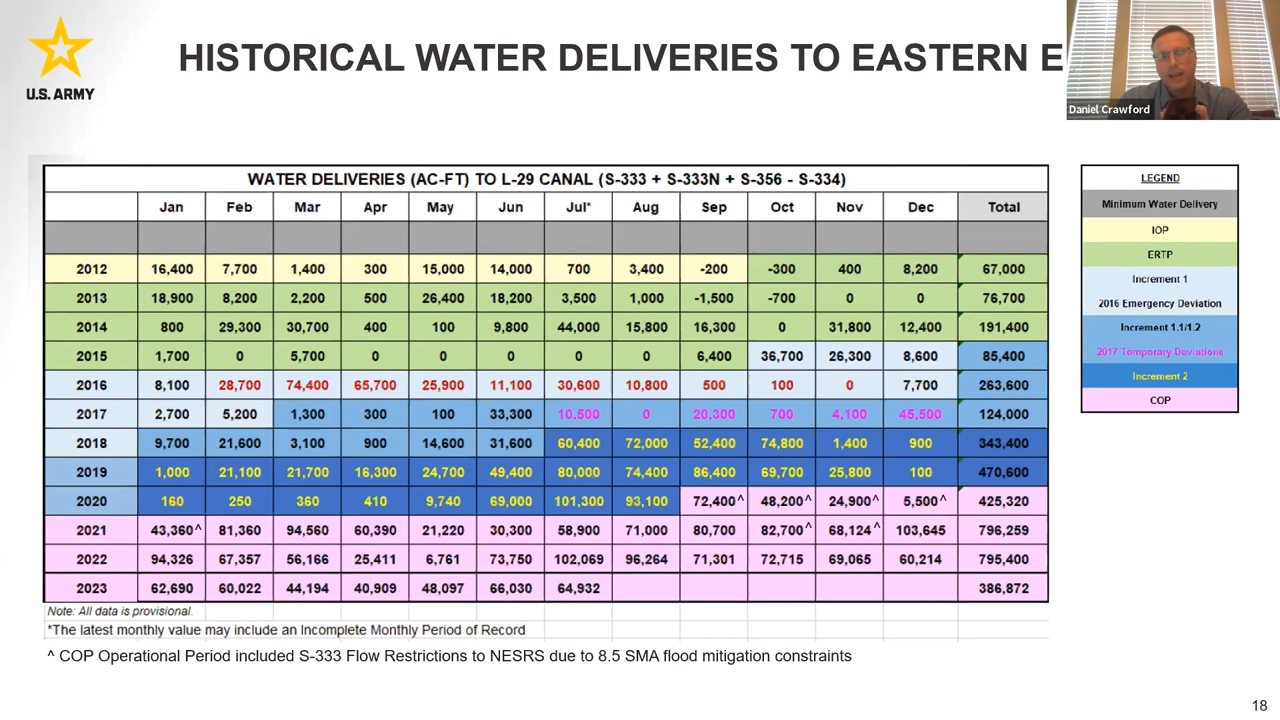 HISTORICAL WATER DELIVERIES TO EASTERN E
U.S. ARMY
Daniel Crawford
WATER DELIVERIES (AC-FT) TO L-29 CANAL (S-333 + S-333N + S-356 - S-334)
Jan Feb Mar Apr May Jun Jul* Aug Sep Oct Nov Dec Total
2012 16,400 7,700 1,400 300 15,000 14,000 700 3,400 -200 -300 400 8,200 67,000
2013 18,900 8,200 2,200 500 26,400 18,200 3,500 1,000 -1,500 -700 0 0 76,700
2014 800 29,300 30,700 400 100 9,800 44,000 15,800 16,300 0 31,800 12,400 191,400
2015 1,700 0 5,700 0 0 0 0 0 6,400 36,700 26,300 8,600 85,400
2016 8,100 28,700 74,400 65,700 25,900 11,100 30,600 10,800 500 100 0 7,700 263,600
2017 2,700 5,200 1,300 300 100 33,300 10,500 0 20,300 700 4,100 45,500 124,000
2018 9,700 21,600 3,100 900 14,600 31,600 60,400 72,000 52,400 74,800 1,400 900 343,400
2019 1,000 21,100 21,700 16,300 24,700 49,400 80,000 74,400 86,400 69,700 25,800 100 470,600
2020 160 250 360 410 9,740 69,000 101,300 93,100 72,400^ 48,200^ 24,900^ 5,500^ 425,320
2021 43,360^ 81,360 94,560 60,390 21,220 30,300 58,900 71,000 80,700 82,700^ 68,124^ 103,645 796,259
2022 94,326 67,357 56,166 25,411 6,761 73,750 102,069 96,264 71,301 72,715 69,065 60,214 795,400
2023 62,690 60,022 44,194 40,909 48,097 66,030 64,932 386,872
Note: All data is provisional.
*The latest monthly value may include an Incomplete Monthly Period of Record
^ COP Operational Period included S-333 Flow Restrictions to NESRS due to 8.5 SMA flood mitigation constraints
LEGEND
Minimum Water Delivery
IOP
ERTP
Increment 1
2016 Emergency Deviation
Increment 1.1/1.2
2017 Temporary Deviations
Increment 2
COP
18